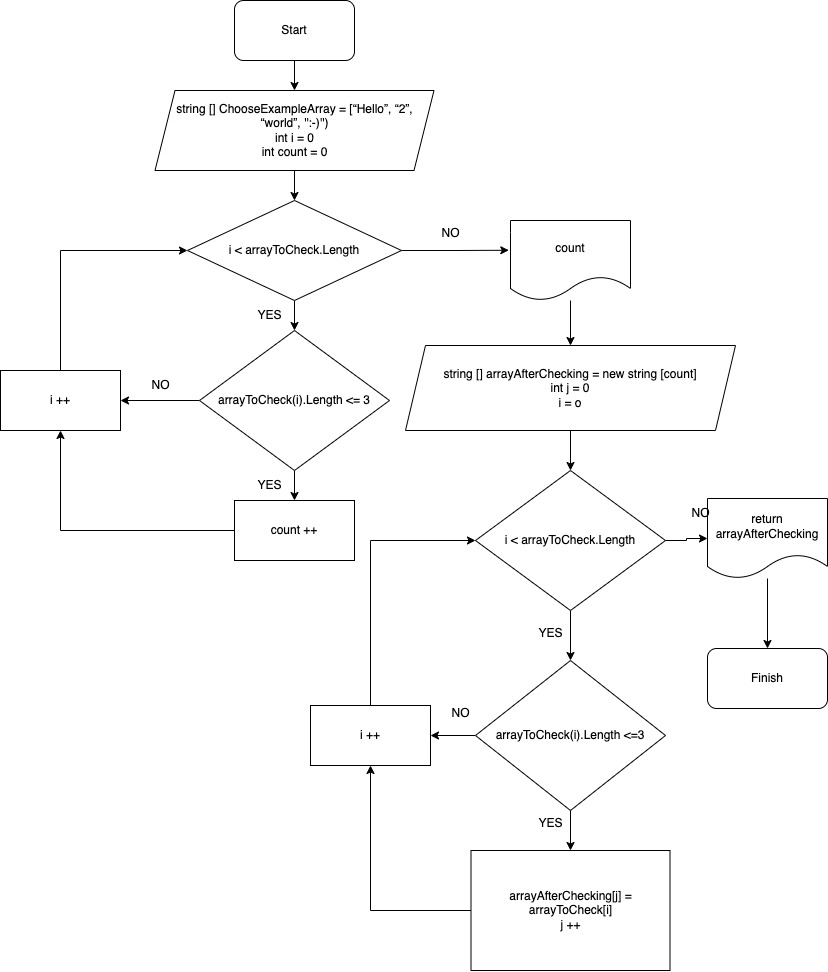 Start
string [] ChooseExampleArray = [“Hello”, “2”,
“world”, ":-)")
int i = 0
int count = 0
i < arrayToCheck.Length
NO
count
YES
arrayToCheck(i).Length <= 3
NO
i ++
YES
count ++
string [] arrayAfterChecking = new string [count]
int j = 0
i = o
i < arrayToCheck.Length
NO
return
arrayAfterChecking
YES
Finish
arrayToCheck(i).Length <=3
NO
i ++
YES
arrayAfterChecking[j] =
arrayToCheck[i]
j ++